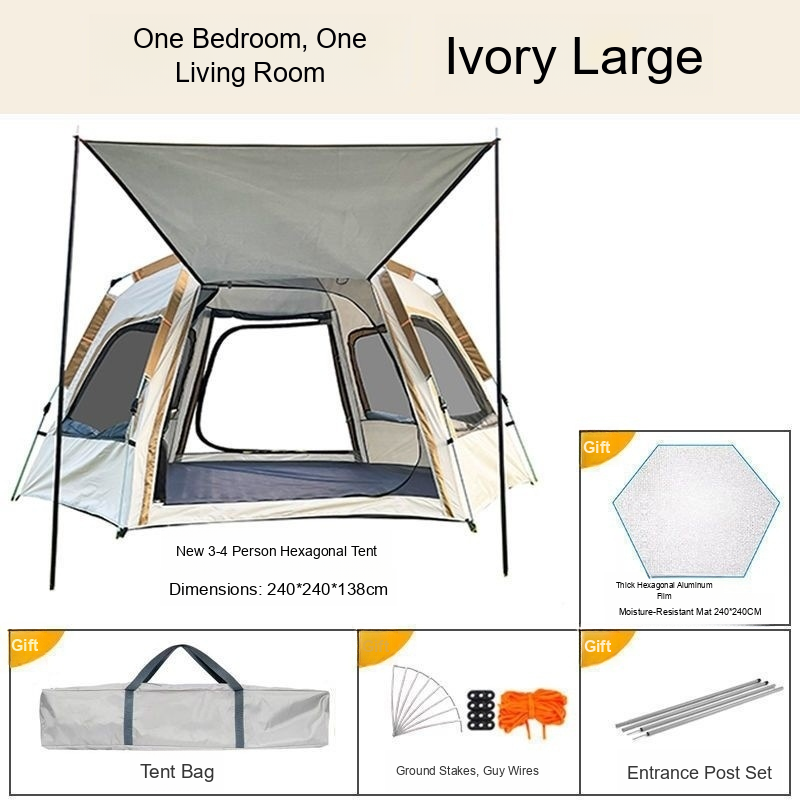 One Bedroom, One
Living Room
Ivory Large
New 3-4 Person Hexagonal Tent
Dimensions: 240*240*138cm
Gift
Thick Hexagonal Aluminum
Film
Moisture-Resistant Mat 240*240CM
Gift
Tent Bag
Gift
Ground Stakes, Guy Wires
Gift
Entrance Post Set